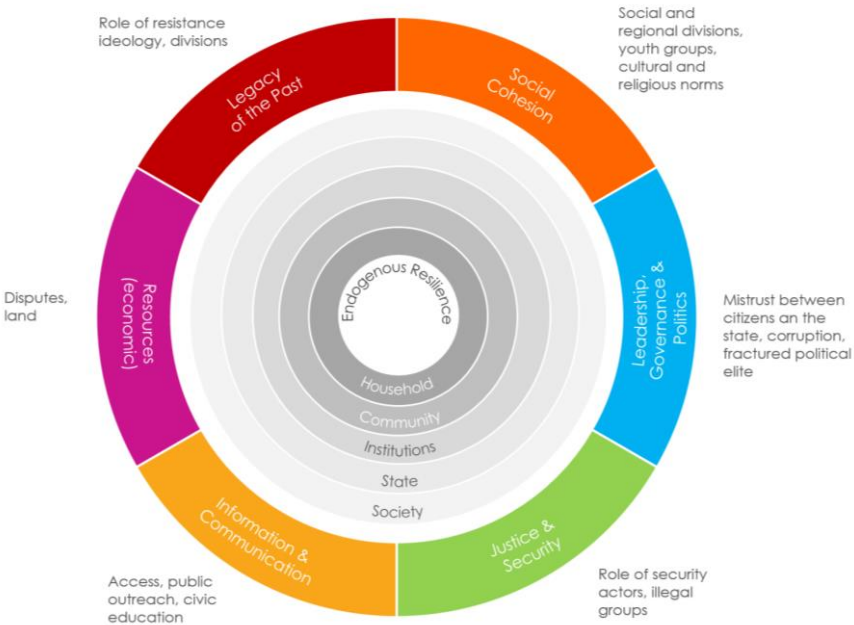 Role of resistance
ideology, divisions
Social and
regional divisions,
youth groups,
cultural and
religious norms
Legacy
of the Past
Social
Cohesion
Resources
(economic)
Disputes,
land
Leadership,
Governance &
Politics
Mistrust between
citizens an the
state, corruption,
fractured political
elite
Endogenous Resilience
Household
Community
Institutions
State
Society
Information &
Communication
Justice &
Security
Access, public
outreach, civic
education
Role of security
actors, illegal
groups